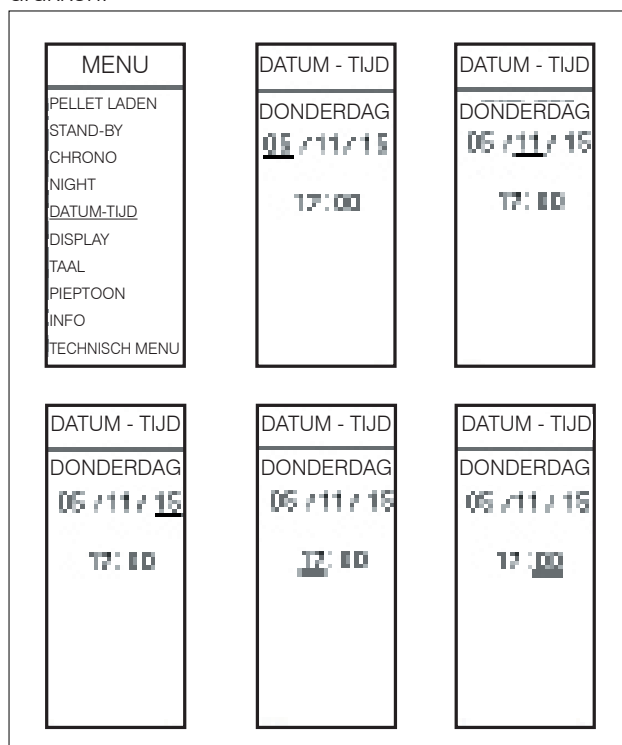 MENU
PELLET LADEN
STAND-BY
CHRONO
NIGHT
DATUM-TIJD
DISPLAY
TAAL
PIEPTOON
INFO
TECHNISCH MENU
DATUM - TIJD
DONDERDAG
05 / 11 / 15
17:00
DATUM - TIJD
DONDERDAG
05 / 11 / 15
17:00
DATUM - TIJD
DONDERDAG
05 / 11 / 15
17:00
DATUM - TIJD
DONDERDAG
05 / 11 / 15
17:00
DATUM - TIJD
DONDERDAG
05 / 11 / 15
17:00